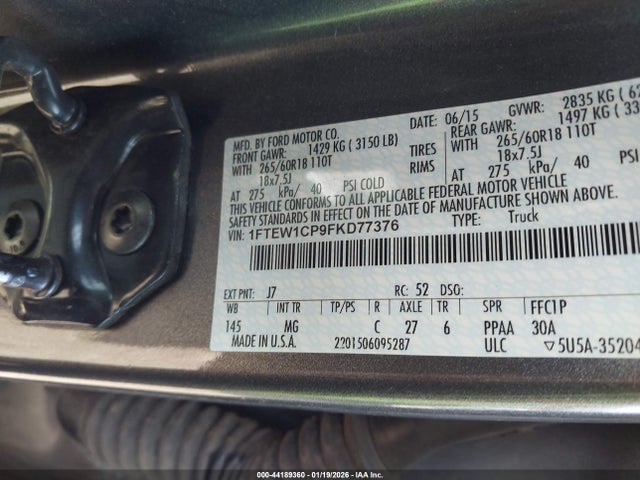 MFD. BY FORD MOTOR CO.
DATE: 06/15 GVWR: 2835 KG ( 62
FRONT GAWR: 1429 KG ( 3150 LB)
REAR GAWR: 1497 KG ( 33
WITH 265/60R18 110T TIRES WITH 265/60R18 110T
18x7.5J RIMS 18x7.5J
AT 275 kPa/ 40 PSI COLD AT 275 kPa/ 40 PSI
THIS VEHICLE CONFORMS TO ALL APPLICABLE FEDERAL MOTOR VEHICLE
SAFETY STANDARDS IN EFFECT ON THE DATE OF MANUFACTURE SHOWN ABOVE.
VIN: 1FTEW1CP9FKD77376 TYPE: Truck
EXT PNT: J7 RC: 52 DSO:
WB INT TR TP/PS R AXLE TR SPR FFC1P
145 MG C 27 6 PPAA 30A
MADE IN U.S.A. 2201506095287 ULC ▽5U5A-35204
000-44189360 - 01/19/2026 - IAA Inc.